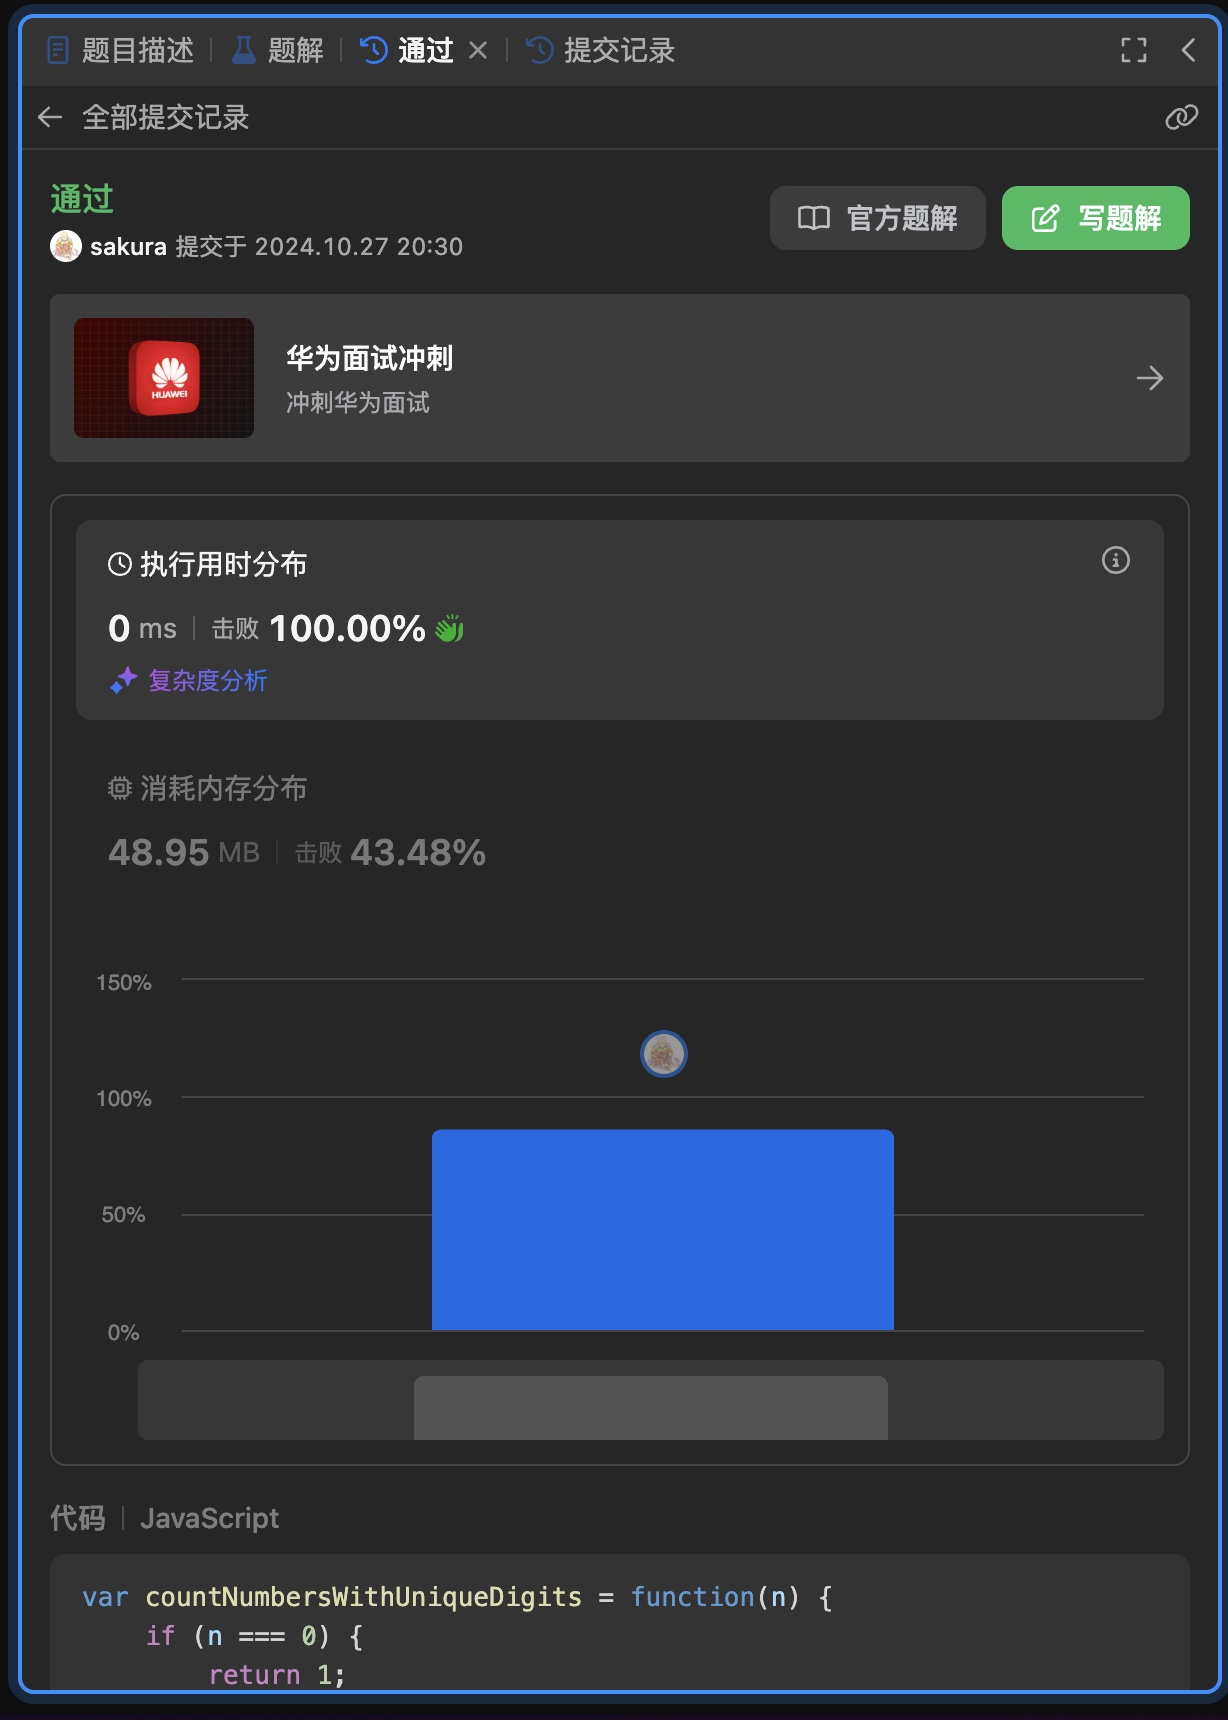 题目描述 题解 通过 提交记录
全部提交记录
通过
sakura 提交于 2024.10.27 20:30
官方题解 写题解
HUAWEI
华为面试冲刺
冲刺华为面试
执行用时分布
0 ms 击败 100.00%
复杂度分析
消耗内存分布
48.95 MB 击败 43.48%
150%
100%
50%
0%
代码 JavaScript
var countNumbersWithUniqueDigits = function(n) {
    if (n === 0) {
        return 1;